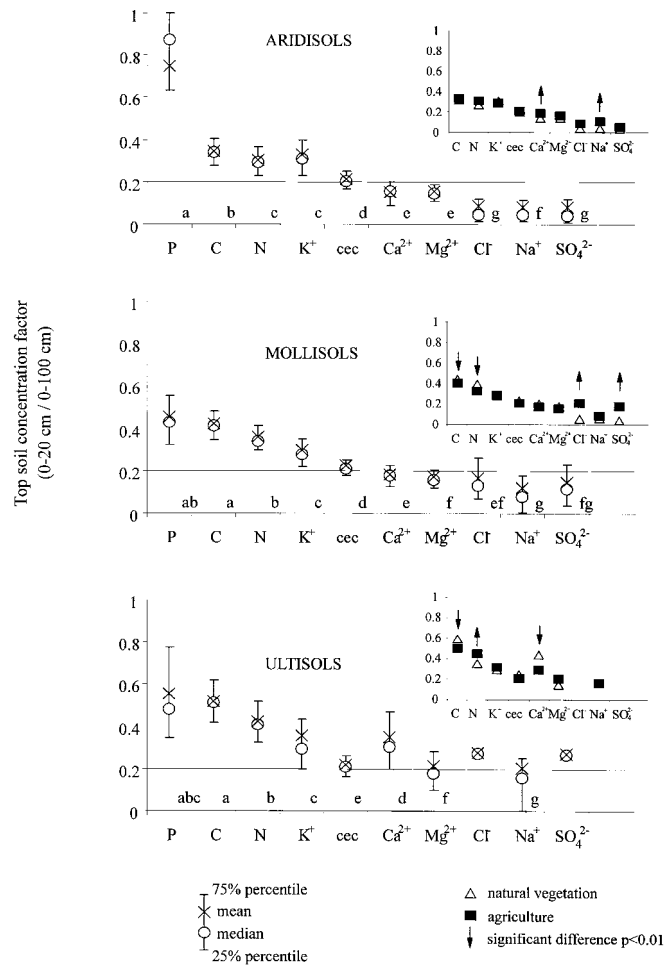 Top soil concentration factor
(0-20 cm / 0-100 cm)
ARIDISOLS
1
0.8
0.6
0.4
0.2
0
a b c c d e e g f g
P C N K⁺ cec Ca²⁺ Mg²⁺ Cl⁻ Na⁺ SO₄²⁻
1
0.8
0.6
0.4
0.2
0
C N K⁺ cec Ca²⁺ Mg²⁺ Cl⁻ Na⁺ SO₄²⁻
MOLLISOLS
1
0.8
0.6
0.4
0.2
0
ab a b c d e f ef g fg
P C N K⁺ cec Ca²⁺ Mg²⁺ Cl⁻ Na⁺ SO₄²⁻
1
0.8
0.6
0.4
0.2
0
C N K⁺ cec Ca²⁺ Mg²⁺ Cl⁻ Na⁺ SO₄²⁻
ULTISOLS
1
0.8
0.6
0.4
0.2
0
abc a b c e d f g
P C N K⁺ cec Ca²⁺ Mg²⁺ Cl⁻ Na⁺ SO₄²⁻
1
0.8
0.6
0.4
0.2
0
C N K⁺ cec Ca²⁺ Mg²⁺ Cl⁻ Na⁺ SO₄²⁻
75% percentile
mean
median
25% percentile
natural vegetation
agriculture
significant difference p<0.01